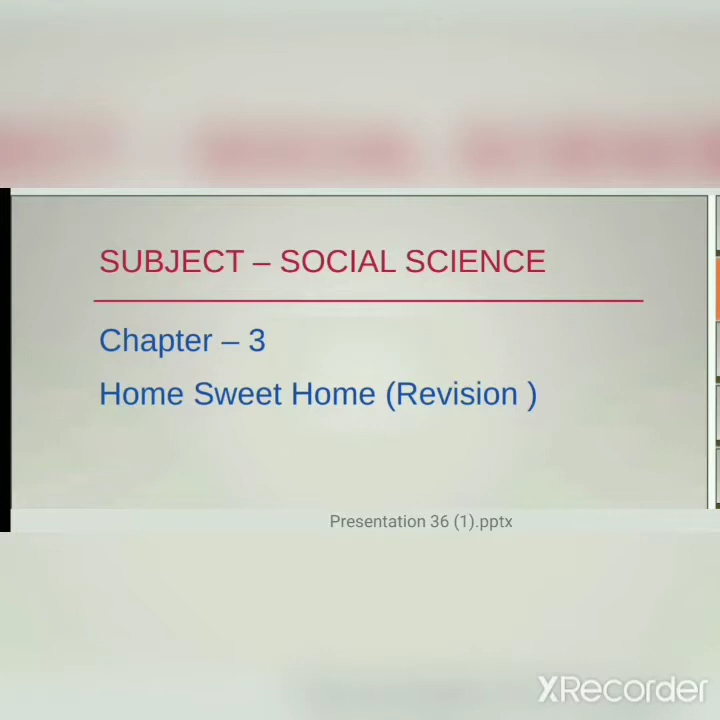 SUBJECT – SOCIAL SCIENCE
Chapter – 3
Home Sweet Home (Revision )
Presentation 36 (1).pptx
XRecorder